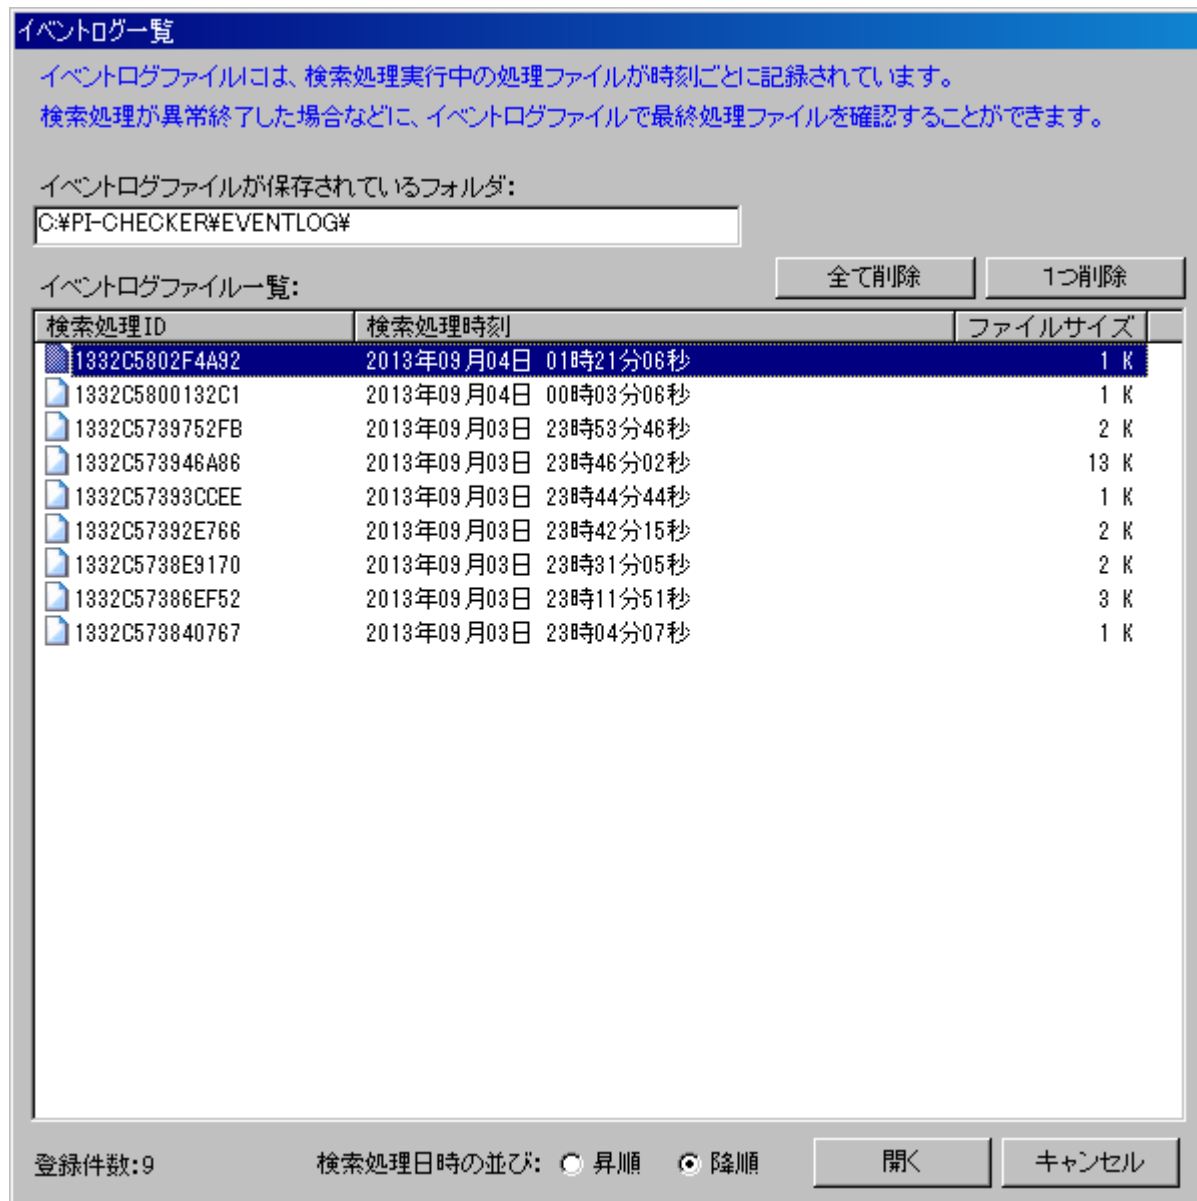 イベントログ一覧
イベントログファイルには、検索処理実行中の処理ファイルが時刻ごとに記録されています。
検索処理が異常終了した場合などに、イベントログファイルで最終処理ファイルを確認することができます。
イベントログファイルが保存されているフォルダ:
C:¥PI-CHECKER¥EVENTLOG¥
イベントログファイル一覧: 全て削除 1つ削除
検索処理ID 検索処理時刻 ファイルサイズ
1332C5802F4A92 2013年09月04日 01時21分06秒 1 K
1332C5800132C1 2013年09月04日 00時03分06秒 1 K
1332C5739752FB 2013年09月03日 23時53分46秒 2 K
1332C573946A86 2013年09月03日 23時46分02秒 13 K
1332C57393CCEE 2013年09月03日 23時44分44秒 1 K
1332C57392E766 2013年09月03日 23時42分15秒 2 K
1332C5738E9170 2013年09月03日 23時31分05秒 2 K
1332C57386EF52 2013年09月03日 23時11分51秒 3 K
1332C573840767 2013年09月03日 23時04分07秒 1 K
登録件数:9 検索処理日時の並び: 昇順 降順 開く キャンセル